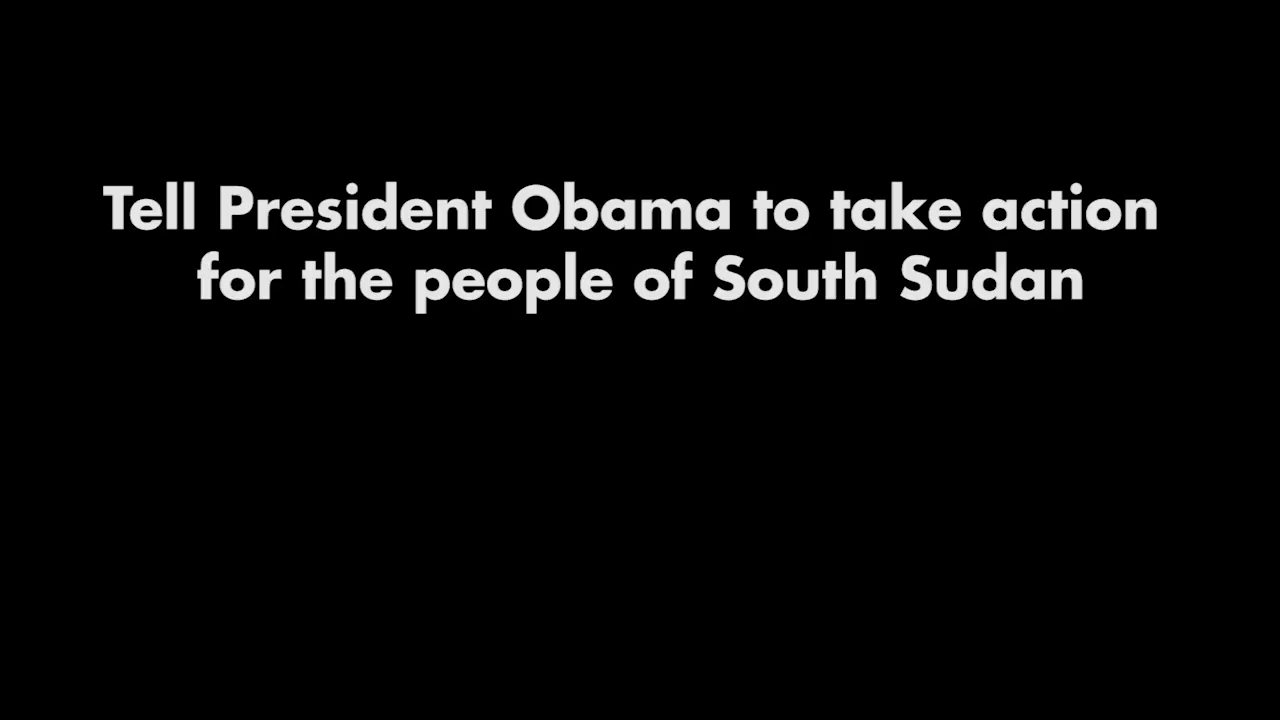 Tell President Obama to take action
for the people of South Sudan